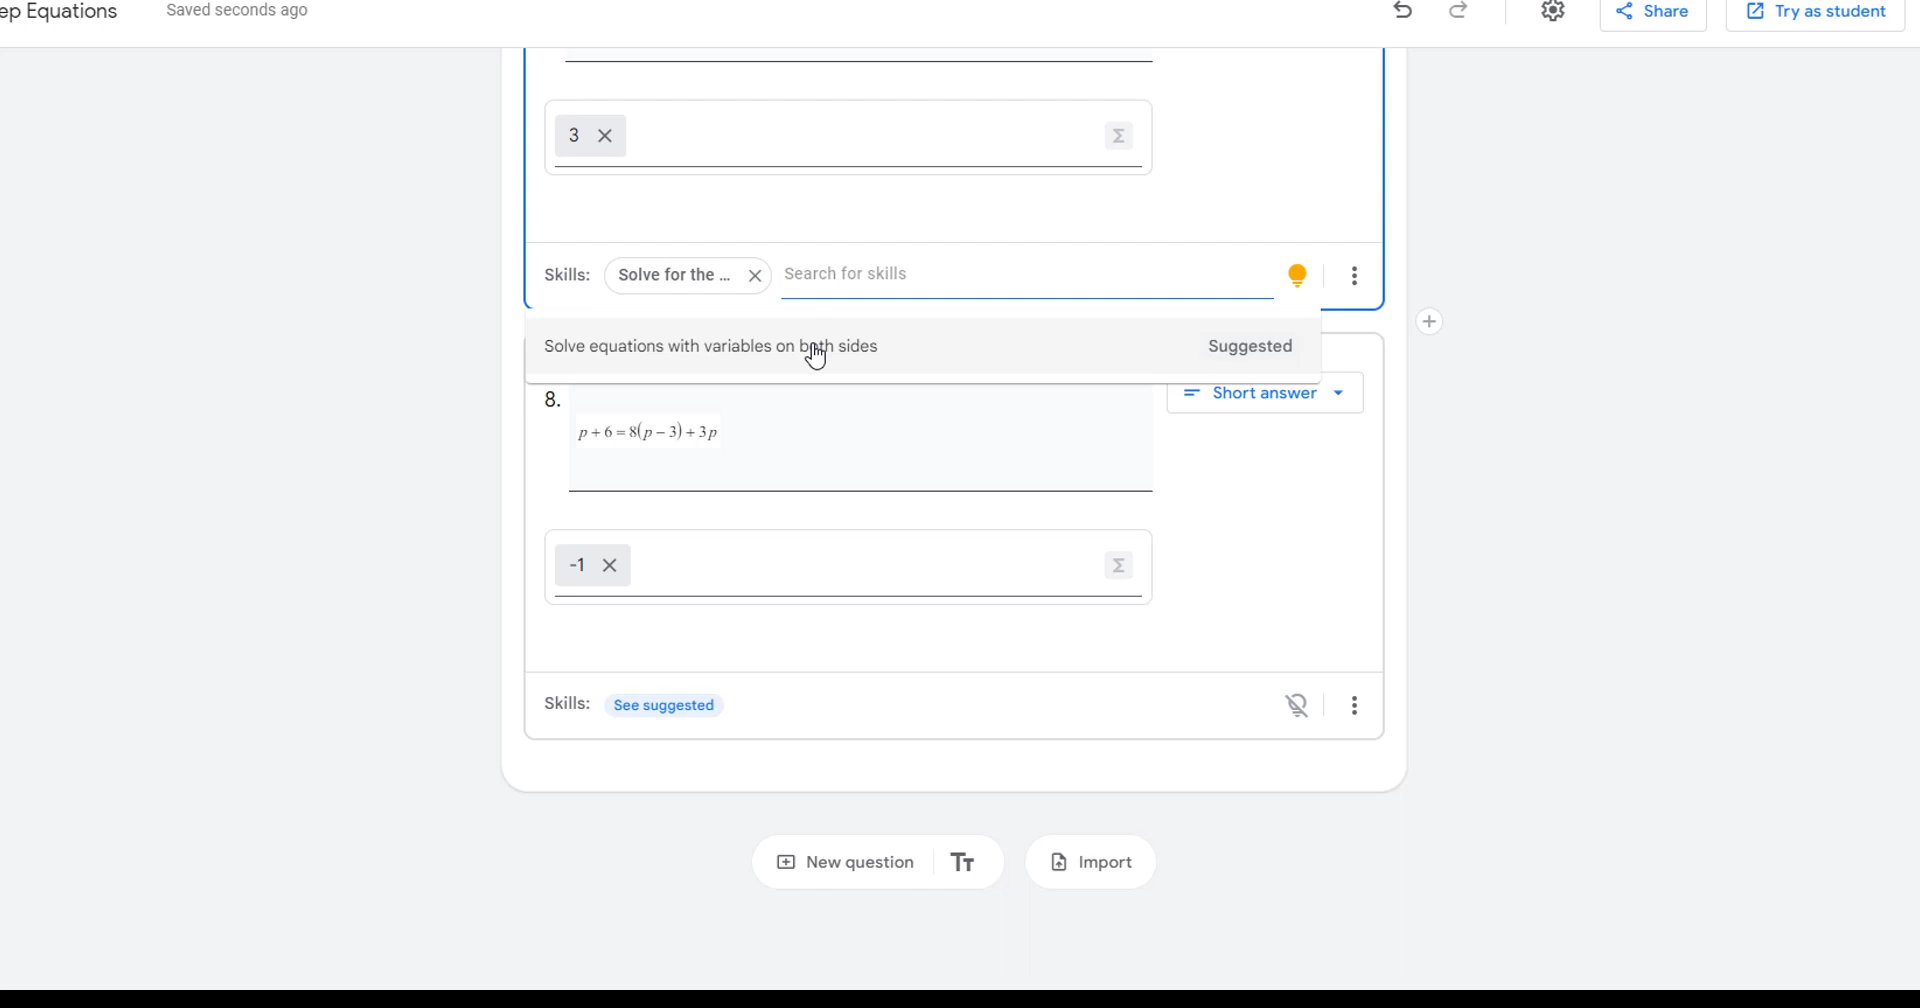 ep Equations Saved seconds ago Share Try as student
3
Skills: Solve for the ... Search for skills
Solve equations with variables on both sides Suggested
8. Short answer
p + 6 = 8(p − 3) + 3p
-1
Skills: See suggested
New question Tт Import